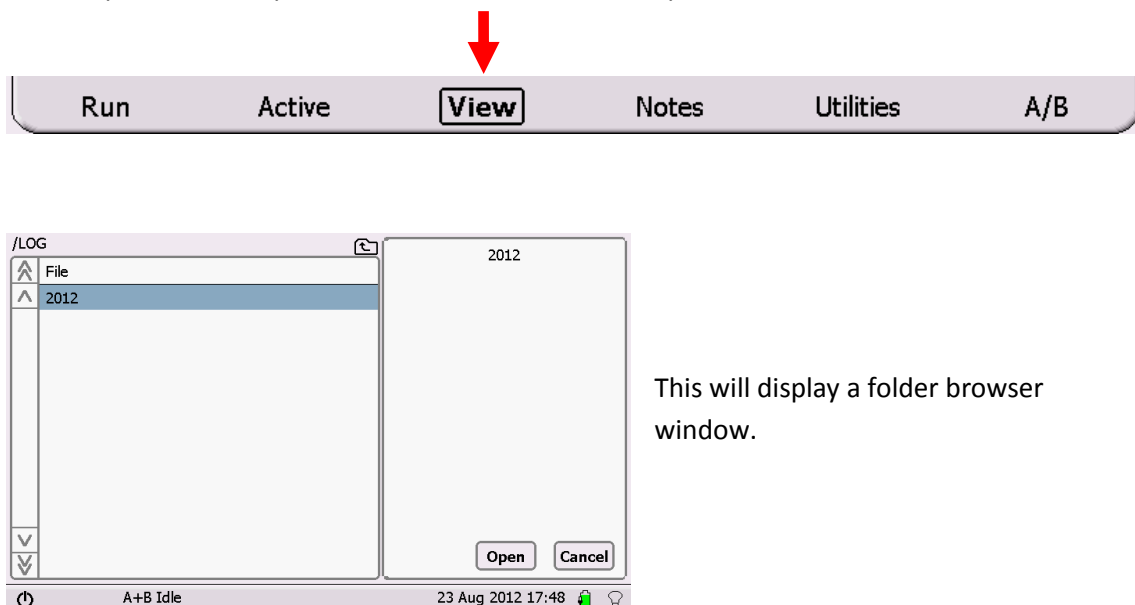 Run Active View Notes Utilities A/B
/LOG
2012
File
2012
This will display a folder browser
window.
Open Cancel
A+B Idle 23 Aug 2012 17:48